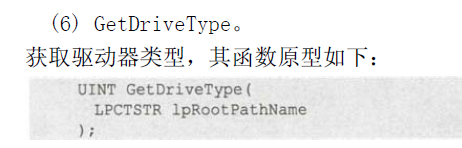 (6) GetDriveType。
获取驱动器类型，其函数原型如下：
UINT GetDriveType(
LPCTSTR lpRootPathName
);